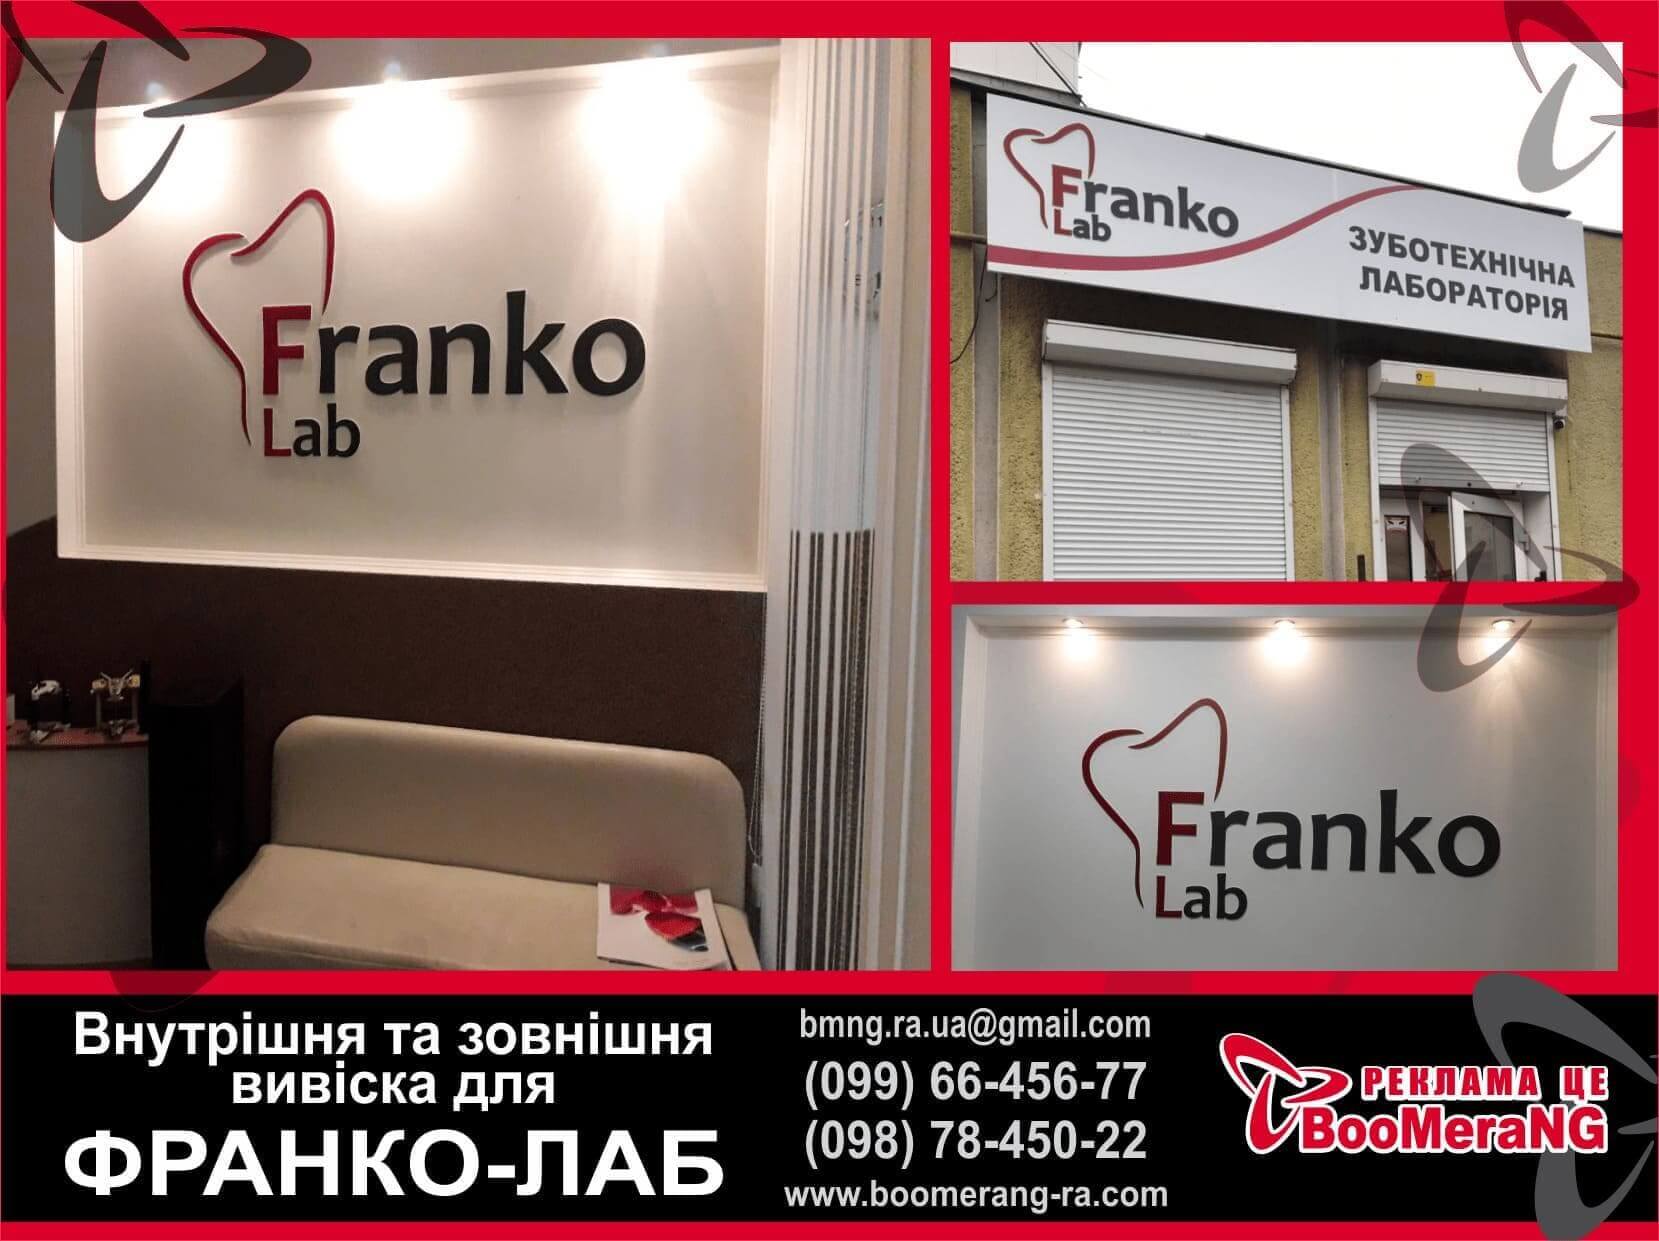 Franko
Lab
Franko
Lab
ЗУБОТЕХНІЧНА
ЛАБОРАТОРІЯ
Franko
Lab
Внутрішня та зовнішня
вивіска для
ФРАНКО-ЛАБ
bmng.ra.ua@gmail.com
(099) 66-456-77
(098) 78-450-22
www.boomerang-ra.com
РЕКЛАМА ЦЕ
BooMeraNG